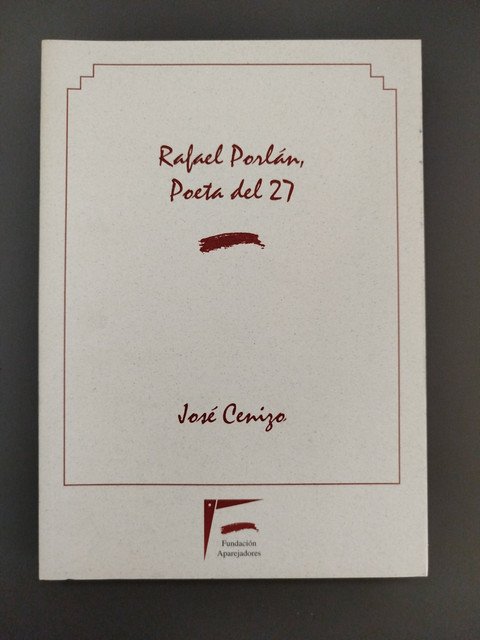 Rafael Porlán,
Poeta del 27
José Cenizo
Fundación
Aparejadores